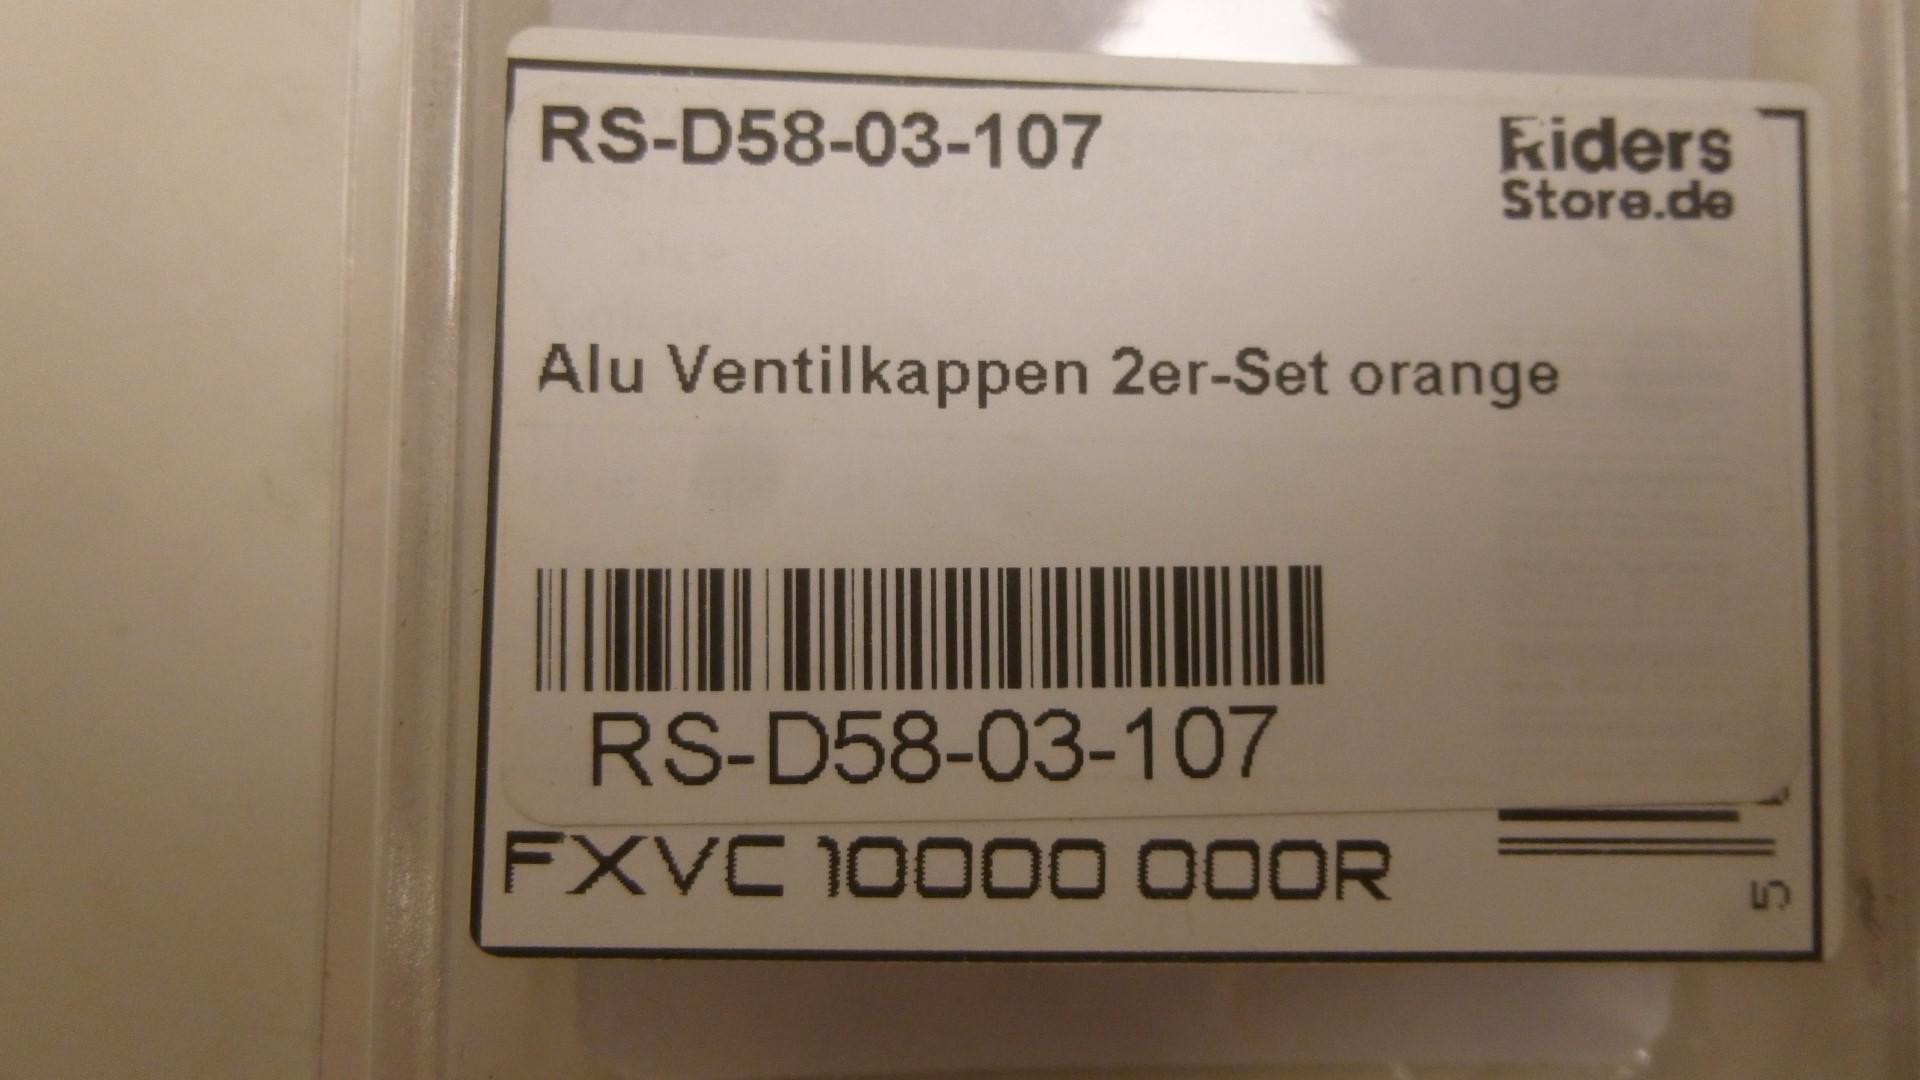 RS-D58-03-107
Riders
Store.de
Alu Ventilkappen 2er-Set orange
RS-D58-03-107
FXVC 10000 000R
5